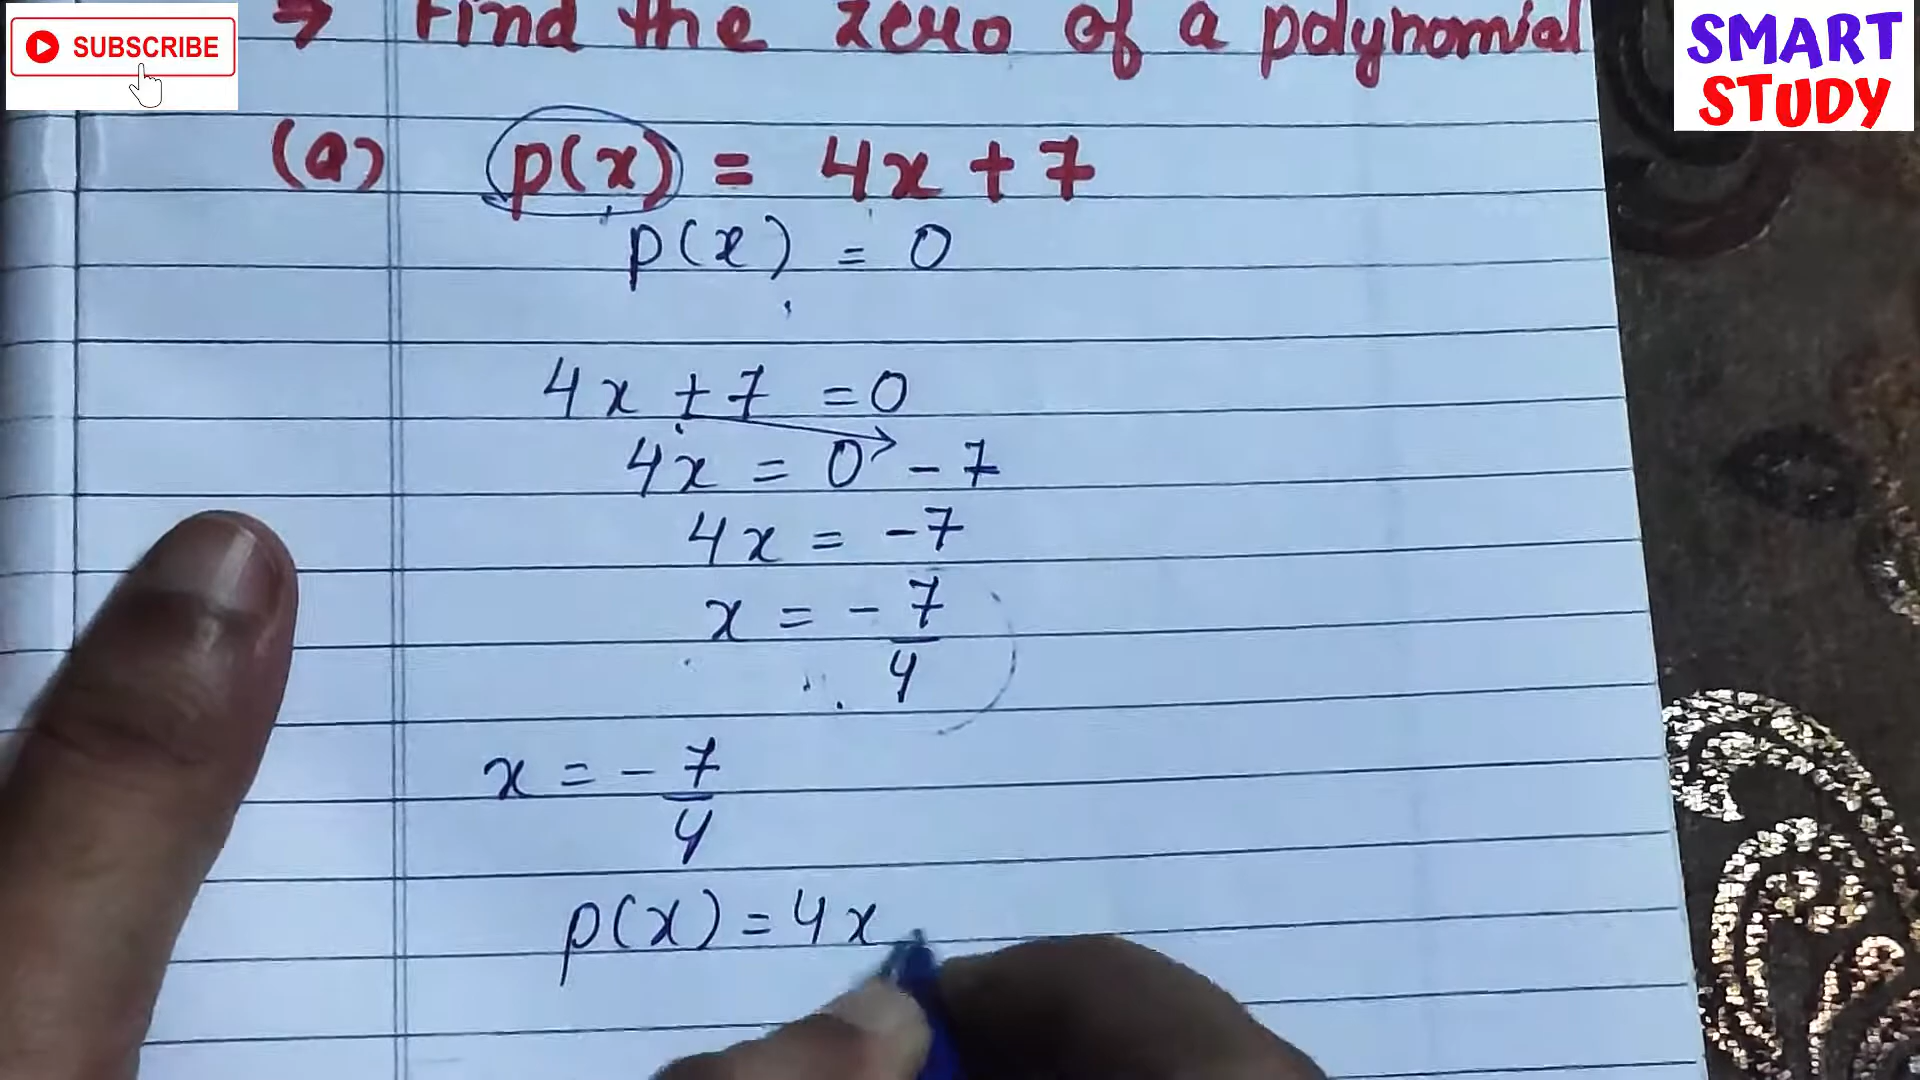 SUBSCRIBE
SMART
STUDY
→ Find the zero of a polynomial
(a) p(x) = 4x + 7
p(x) = 0
4x + 7 = 0
4x = 0 - 7
4x = -7
x = - 7/4
x = - 7/4
p(x) = 4x